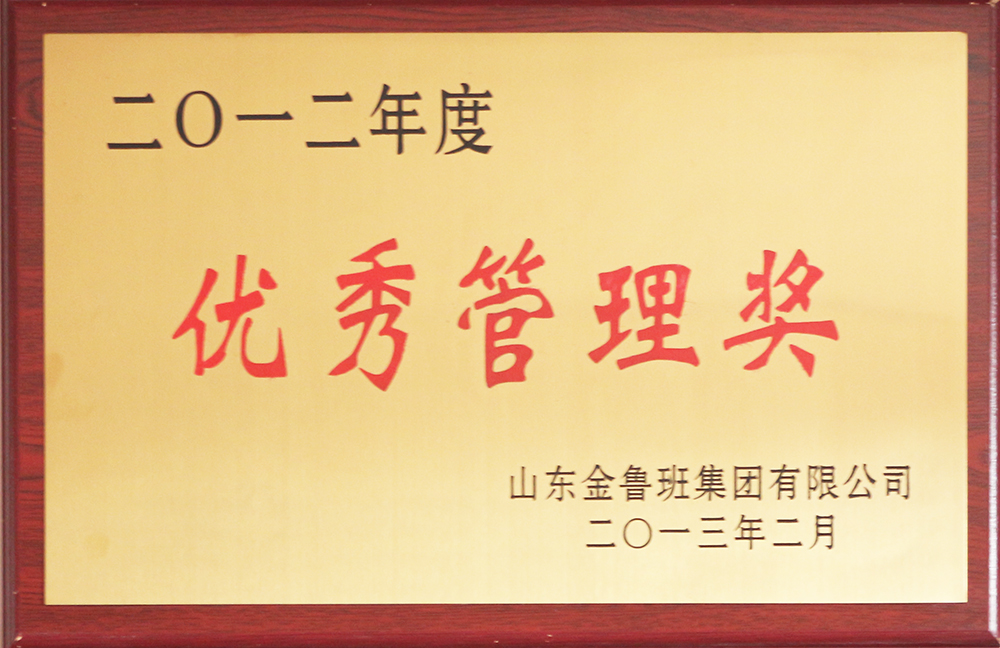 二〇一二年度
优秀管理奖
山东金鲁班集团有限公司
二〇一三年二月